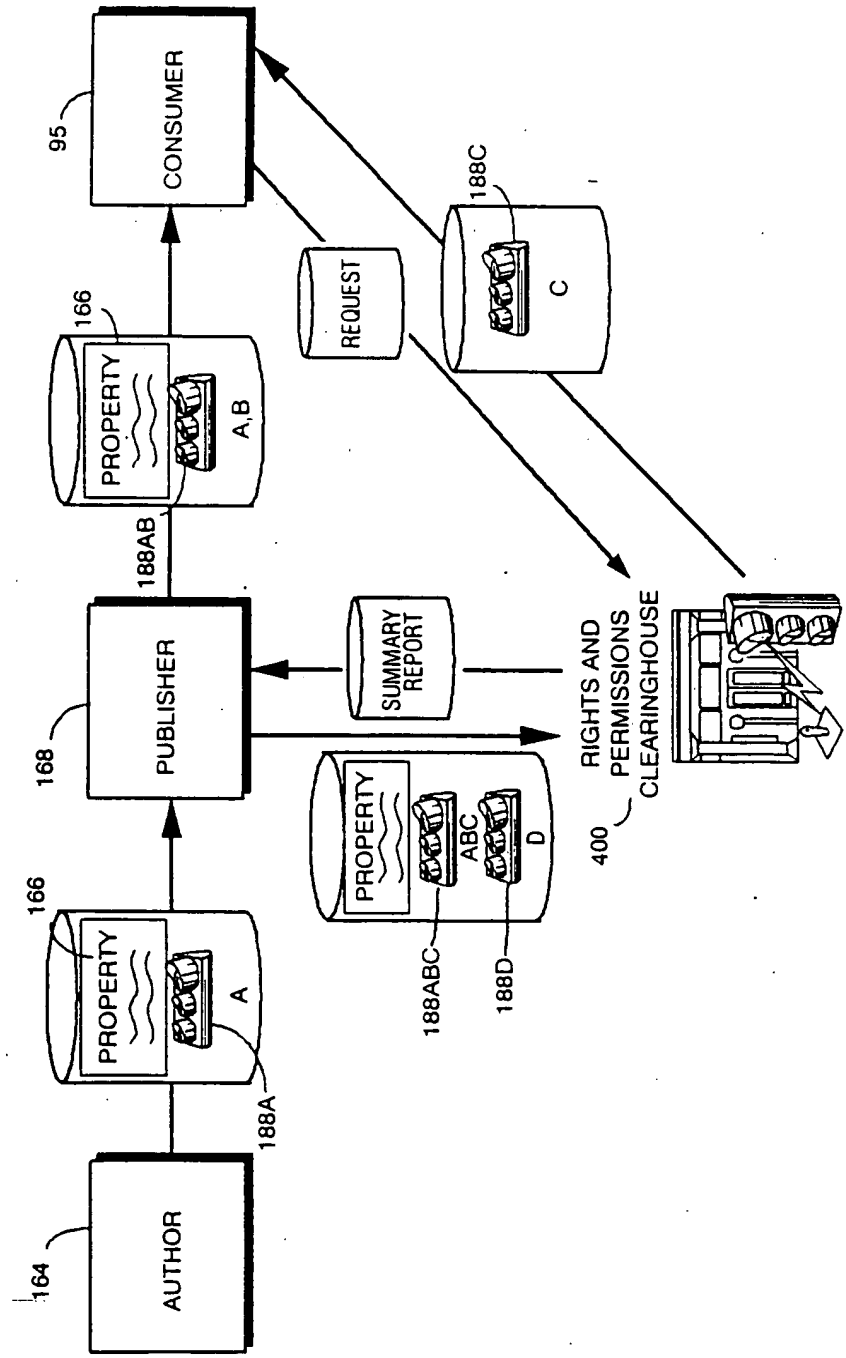 164
AUTHOR
166
PROPERTY
A
188A
168
PUBLISHER
188AB
166
PROPERTY
A,B
95
CONSUMER
PROPERTY
ABC
D
188ABC
188D
SUMMARY
REPORT
REQUEST
188C
C
RIGHTS AND
PERMISSIONS
CLEARINGHOUSE
400